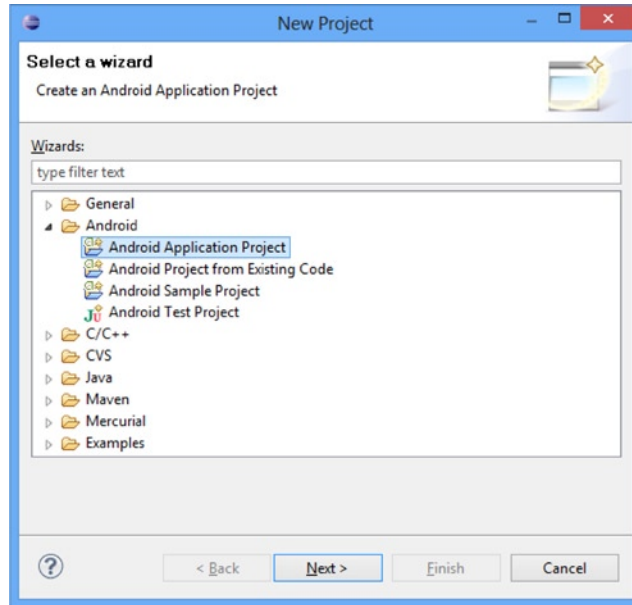 New Project
Select a wizard
Create an Android Application Project
Wizards:
type filter text
General
Android
Android Application Project
Android Project from Existing Code
Android Sample Project
Android Test Project
C/C++
CVS
Java
Maven
Mercurial
Examples
< Back Next > Finish Cancel